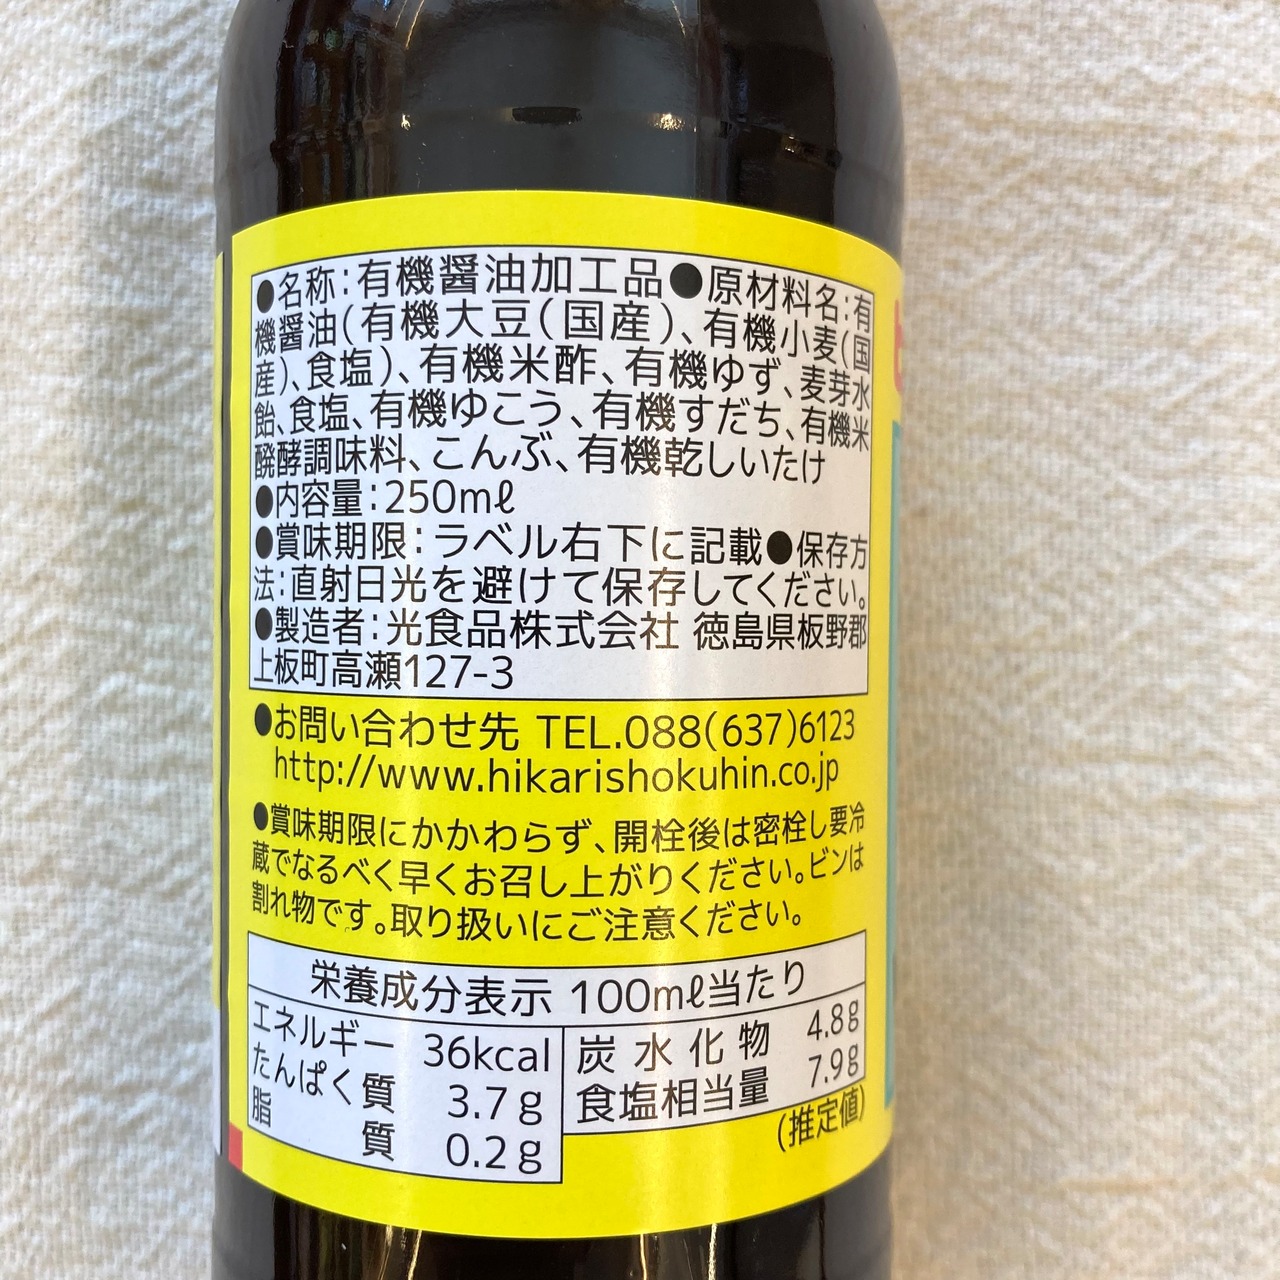 ●名称:有機醤油加工品●原材料名:有
機醤油(有機大豆(国産)、有機小麦(国
産)、食塩)、有機米酢、有機ゆず、麦芽水
飴、食塩、有機ゆこう、有機すだち、有機米
醗酵調味料、こんぶ、有機乾しいたけ
●内容量:250mℓ
●賞味期限:ラベル右下に記載●保存方
法:直射日光を避けて保存してください。
●製造者:光食品株式会社 徳島県板野郡
上板町高瀬127-3
●お問い合わせ先 TEL.088(637)6123
http://www.hikarishokuhin.co.jp
●賞味期限にかかわらず、開栓後は密栓し要冷
蔵でなるべく早くお召し上がりください。ビンは
割れ物です。取り扱いにご注意ください。
栄養成分表示 100mℓ当たり
エネルギー 36kcal
たんぱく質 3.7g
脂質 0.2g
炭水化物 4.8g
食塩相当量 7.9g
(推定値)